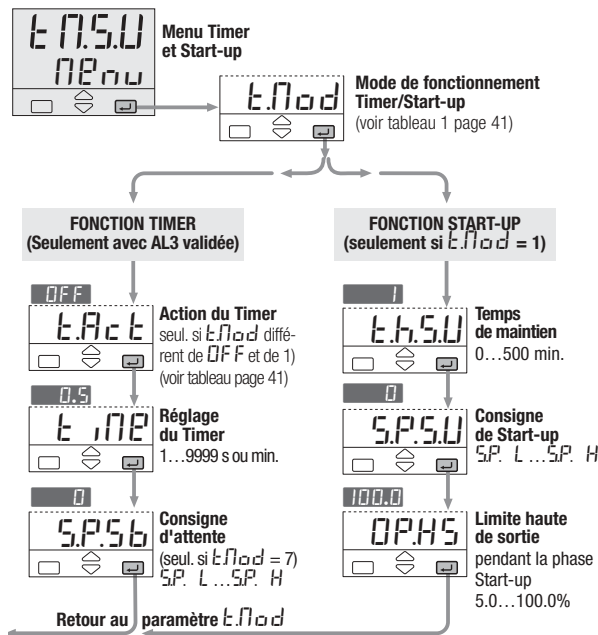 t.M.S.U
MEnu
Menu Timer
et Start-up
t.Mod
Mode de fonctionnement
Timer/Start-up
(voir tableau 1 page 41)
FONCTION TIMER
(Seulement avec AL3 validée)
OFF
t.Act
Action du Timer
seul. si t.Mod diffé-
rent de OFF et de 1)
(voir tableau page 41)
0.5
t iME
Réglage
du Timer
1…9999 s ou min.
0
S.P.Sb
Consigne
d'attente
(seul. si t.Mod = 7)
S.P. L …S.P. H
FONCTION START-UP
(seulement si t.Mod = 1)
1
t.h.S.U
Temps
de maintien
0…500 min.
0
S.P.S.U
Consigne
de Start-up
S.P. L …S.P. H
100.0
OP.HS
Limite haute
de sortie
pendant la phase
Start-up
5.0…100.0%
Retour au paramètre t.Mod